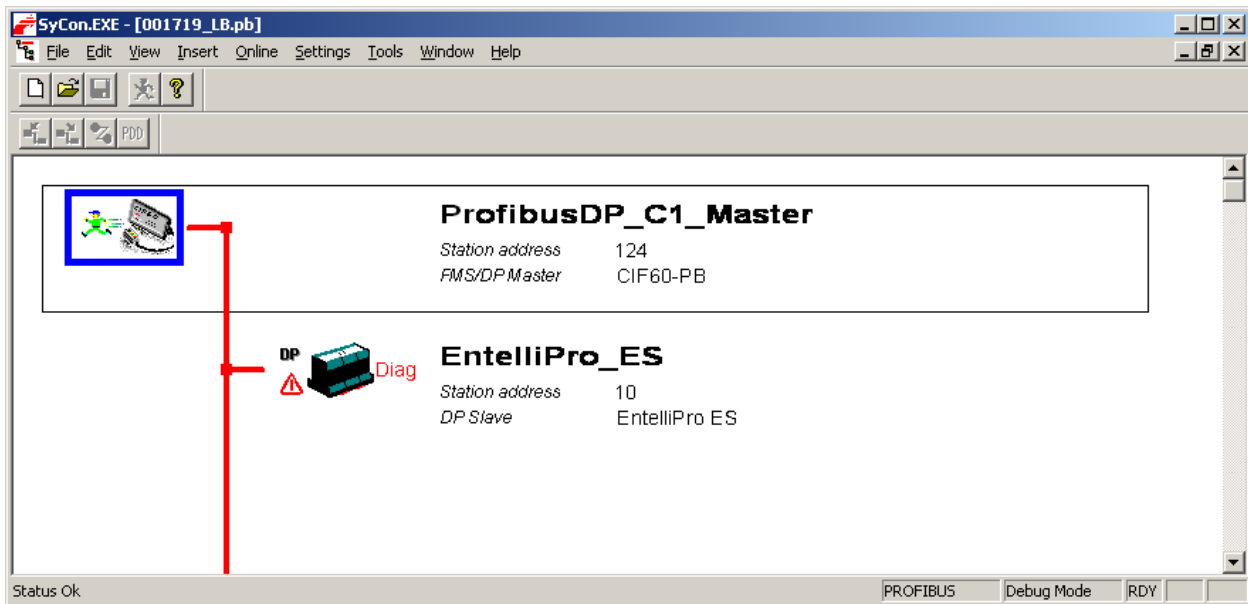 SyCon.EXE - [001719_LB.pb]
File Edit View Insert Online Settings Tools Window Help
PDD
ProfibusDP_C1_Master
Station address 124
FMS/DP Master CIF60-PB
DP
Diag
EntelliPro_ES
Station address 10
DP Slave EntelliPro ES
Status Ok PROFIBUS Debug Mode RDY